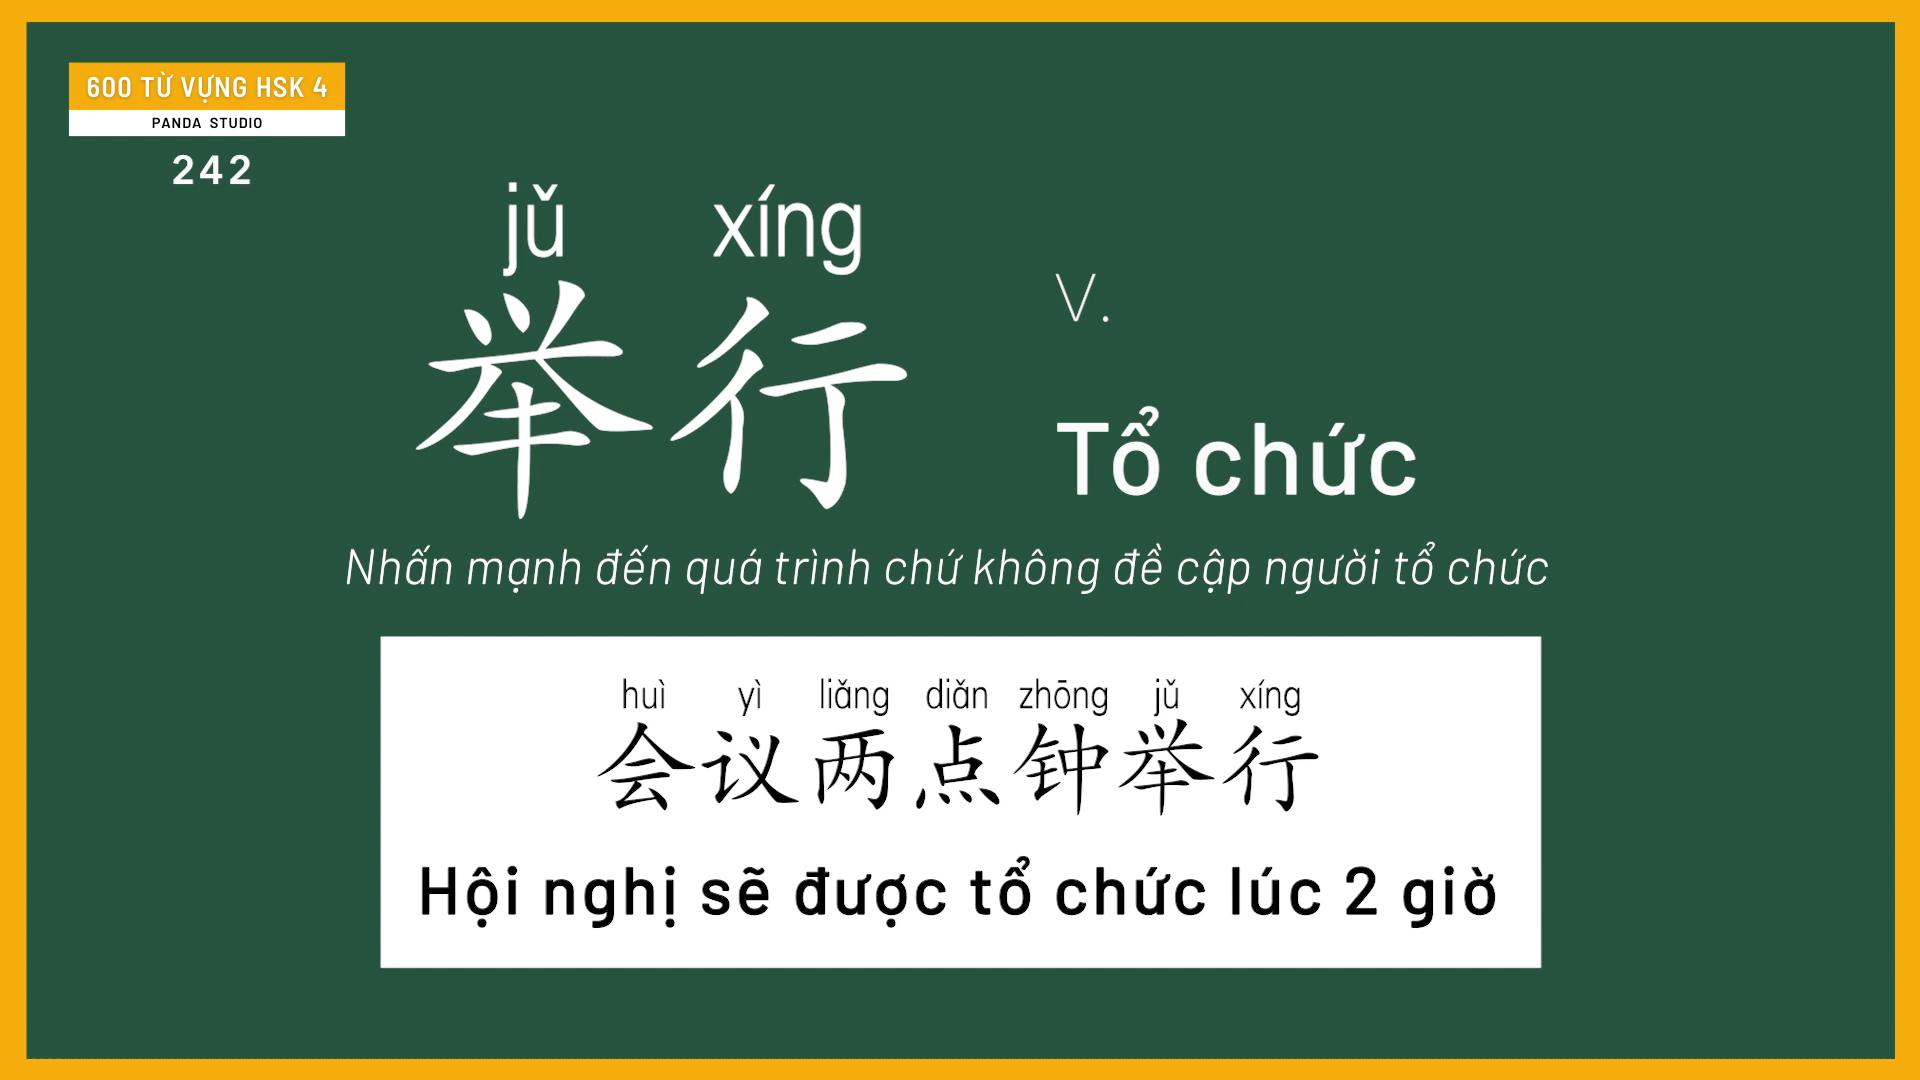 600 TỪ VỰNG HSK 4
PANDA STUDIO
242
jǔ xíng
举行
V.
Tổ chức
Nhấn mạnh đến quá trình chứ không đề cập người tổ chức
huì yì liǎng diǎn zhōng jǔ xíng
会议两点钟举行
Hội nghị sẽ được tổ chức lúc 2 giờ